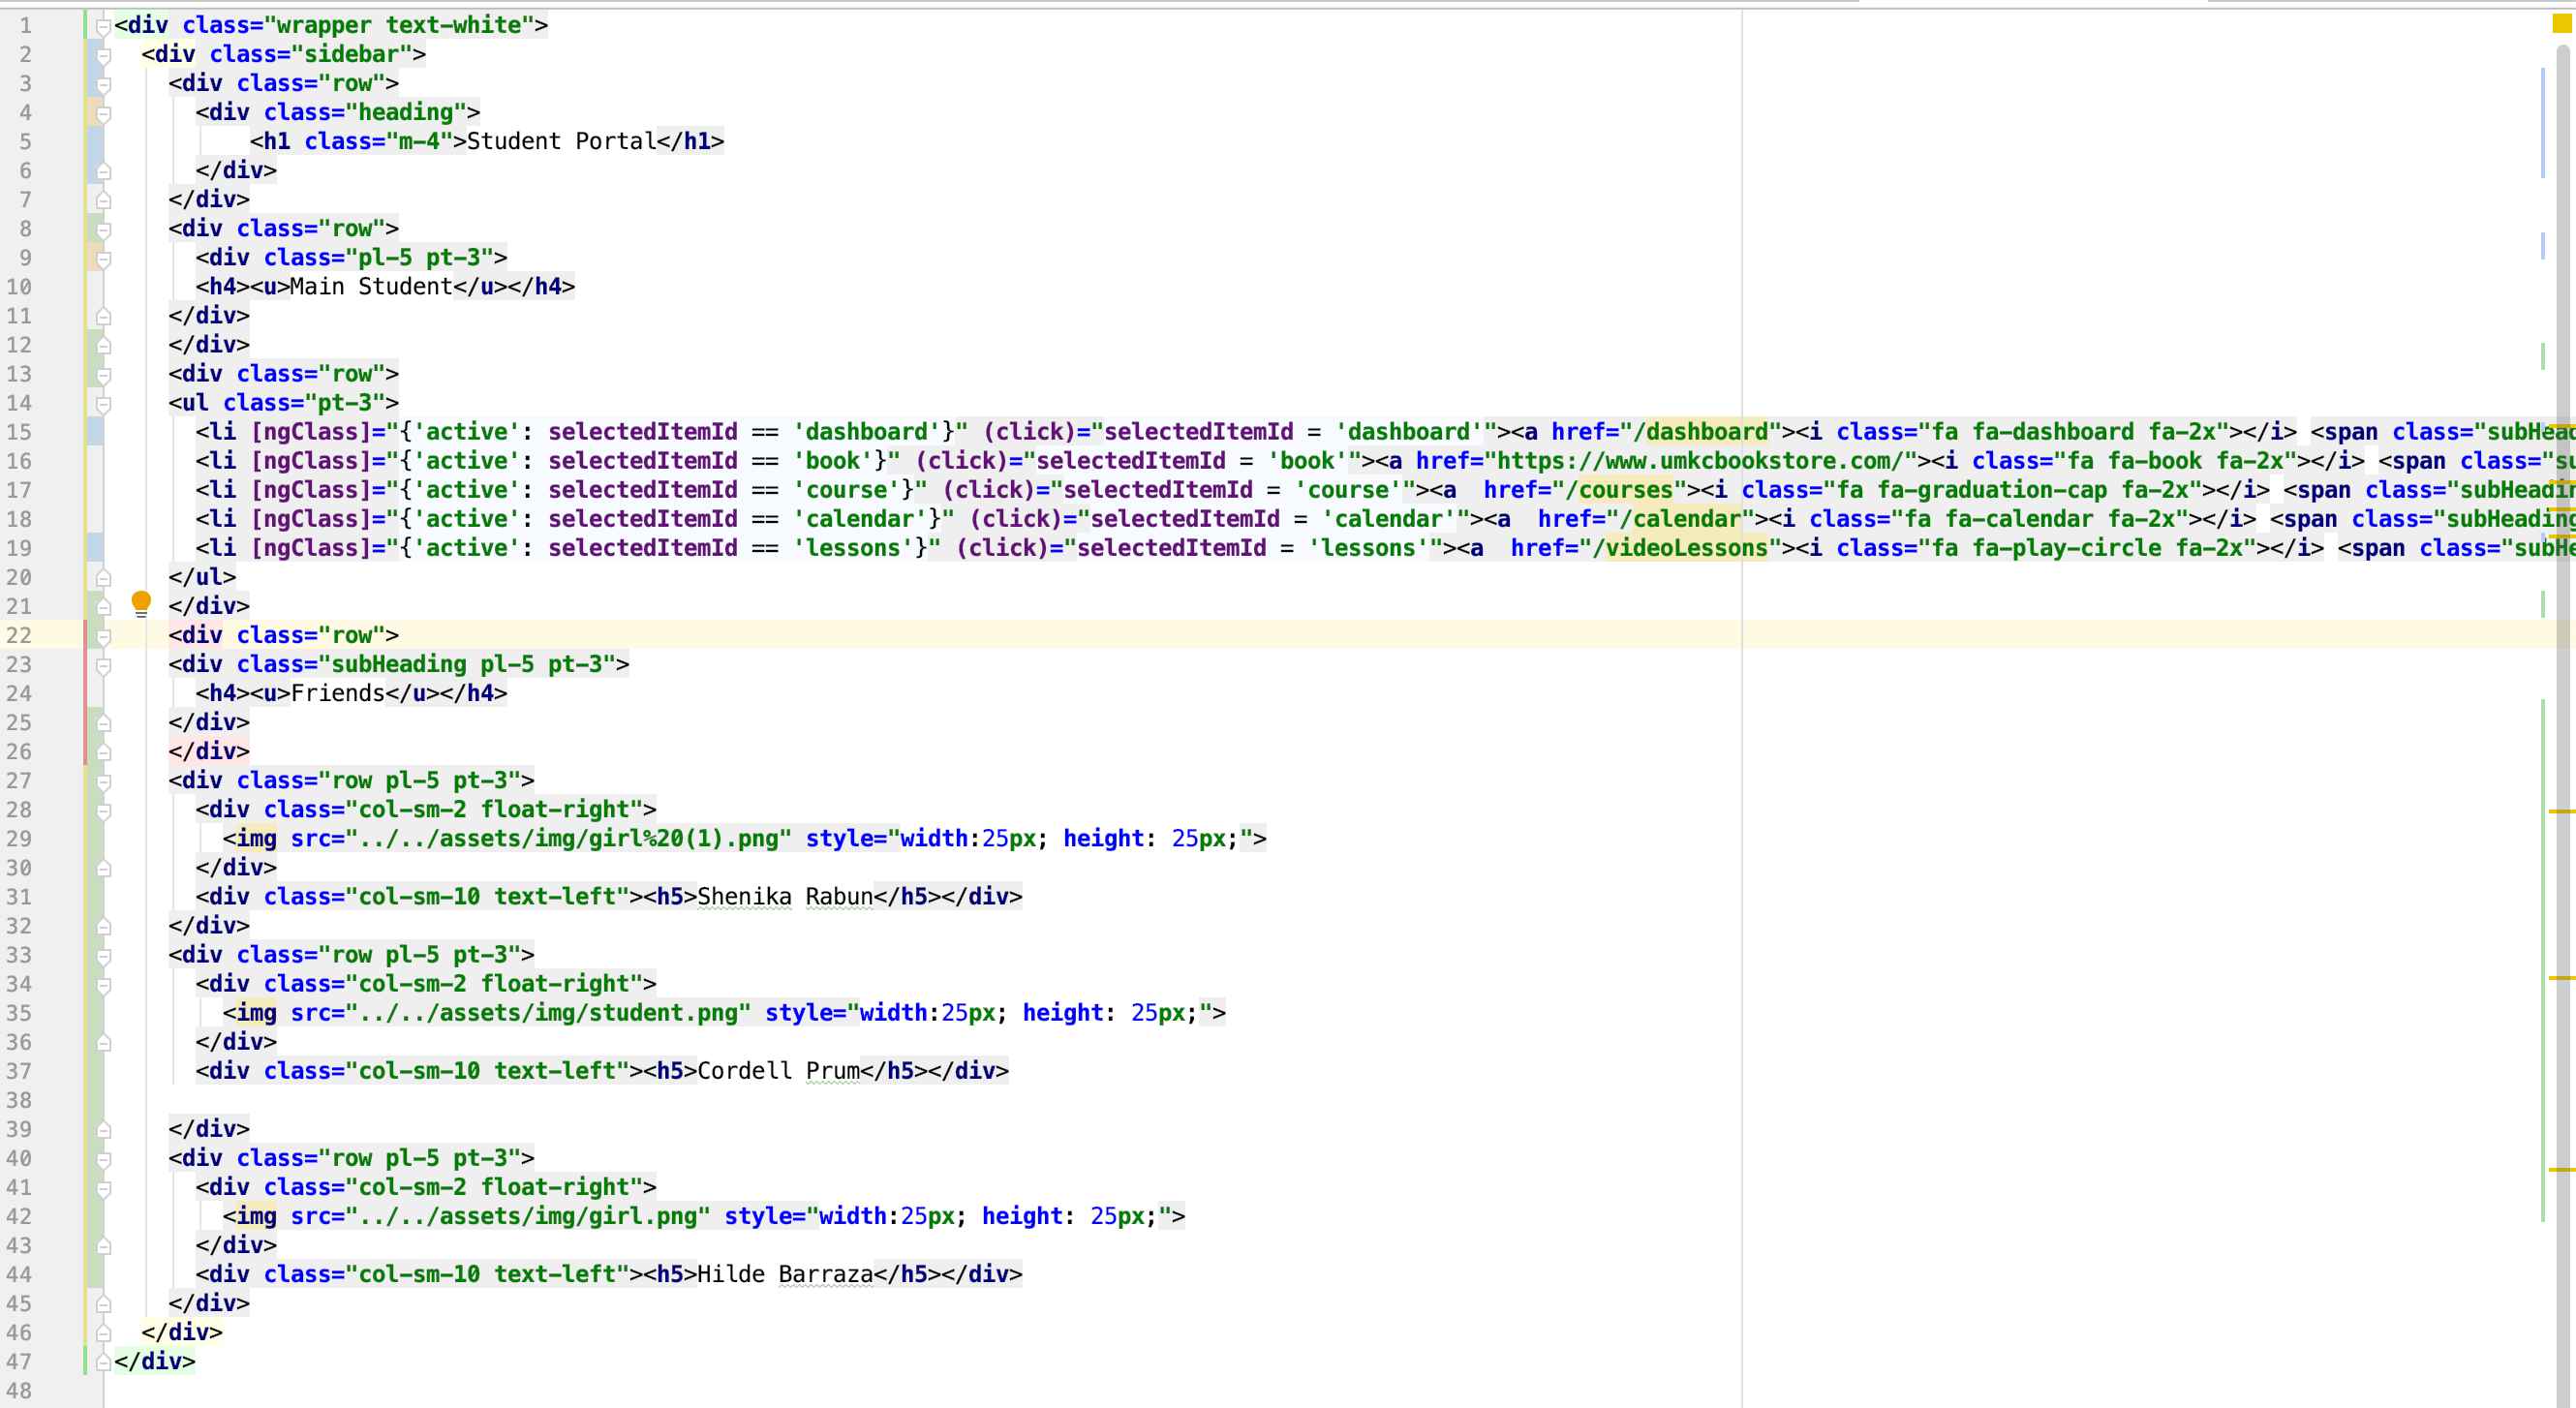 1 <div class="wrapper text-white">
2 <div class="sidebar">
3 <div class="row">
4 <div class="heading">
5 <h1 class="m-4">Student Portal</h1>
6 </div>
7 </div>
8 <div class="row">
9 <div class="pl-5 pt-3">
10 <h4><u>Main Student</u></h4>
11 </div>
12 </div>
13 <div class="row">
14 <ul class="pt-3">
15 <li [ngClass]="{'active': selectedItemId == 'dashboard'}" (click)="selectedItemId = 'dashboard'"><a href="/dashboard"><i class="fa fa-dashboard fa-2x"></i> <span class="subHead
16 <li [ngClass]="{'active': selectedItemId == 'book'}" (click)="selectedItemId = 'book'"><a href="https://www.umkcbookstore.com/"><i class="fa fa-book fa-2x"></i> <span class="su
17 <li [ngClass]="{'active': selectedItemId == 'course'}" (click)="selectedItemId = 'course'"><a  href="/courses"><i class="fa fa-graduation-cap fa-2x"></i> <span class="subHeadin
18 <li [ngClass]="{'active': selectedItemId == 'calendar'}" (click)="selectedItemId = 'calendar'"><a  href="/calendar"><i class="fa fa-calendar fa-2x"></i> <span class="subHeading
19 <li [ngClass]="{'active': selectedItemId == 'lessons'}" (click)="selectedItemId = 'lessons'"><a  href="/videoLessons"><i class="fa fa-play-circle fa-2x"></i> <span class="subHe
20 </ul>
21 </div>
22 <div class="row">
23 <div class="subHeading pl-5 pt-3">
24 <h4><u>Friends</u></h4>
25 </div>
26 </div>
27 <div class="row pl-5 pt-3">
28 <div class="col-sm-2 float-right">
29 <img src="../../assets/img/girl%20(1).png" style="width:25px; height: 25px;">
30 </div>
31 <div class="col-sm-10 text-left"><h5>Shenika Rabun</h5></div>
32 </div>
33 <div class="row pl-5 pt-3">
34 <div class="col-sm-2 float-right">
35 <img src="../../assets/img/student.png" style="width:25px; height: 25px;">
36 </div>
37 <div class="col-sm-10 text-left"><h5>Cordell Prum</h5></div>
38
39 </div>
40 <div class="row pl-5 pt-3">
41 <div class="col-sm-2 float-right">
42 <img src="../../assets/img/girl.png" style="width:25px; height: 25px;">
43 </div>
44 <div class="col-sm-10 text-left"><h5>Hilde Barraza</h5></div>
45 </div>
46 </div>
47 </div>
48